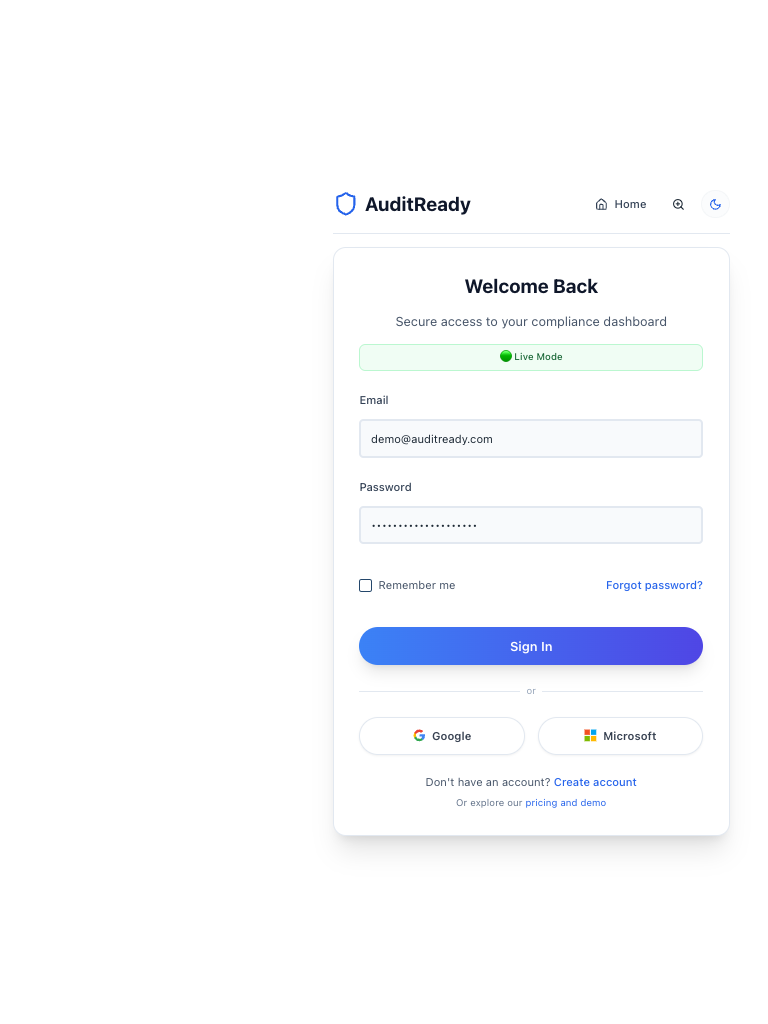 AuditReady
Home
Welcome Back
Secure access to your compliance dashboard
Live Mode
Email
demo@auditready.com
Password
••••••••••••••••••••
Remember me
Forgot password?
Sign In
or
Google
Microsoft
Don't have an account? Create account
Or explore our pricing and demo